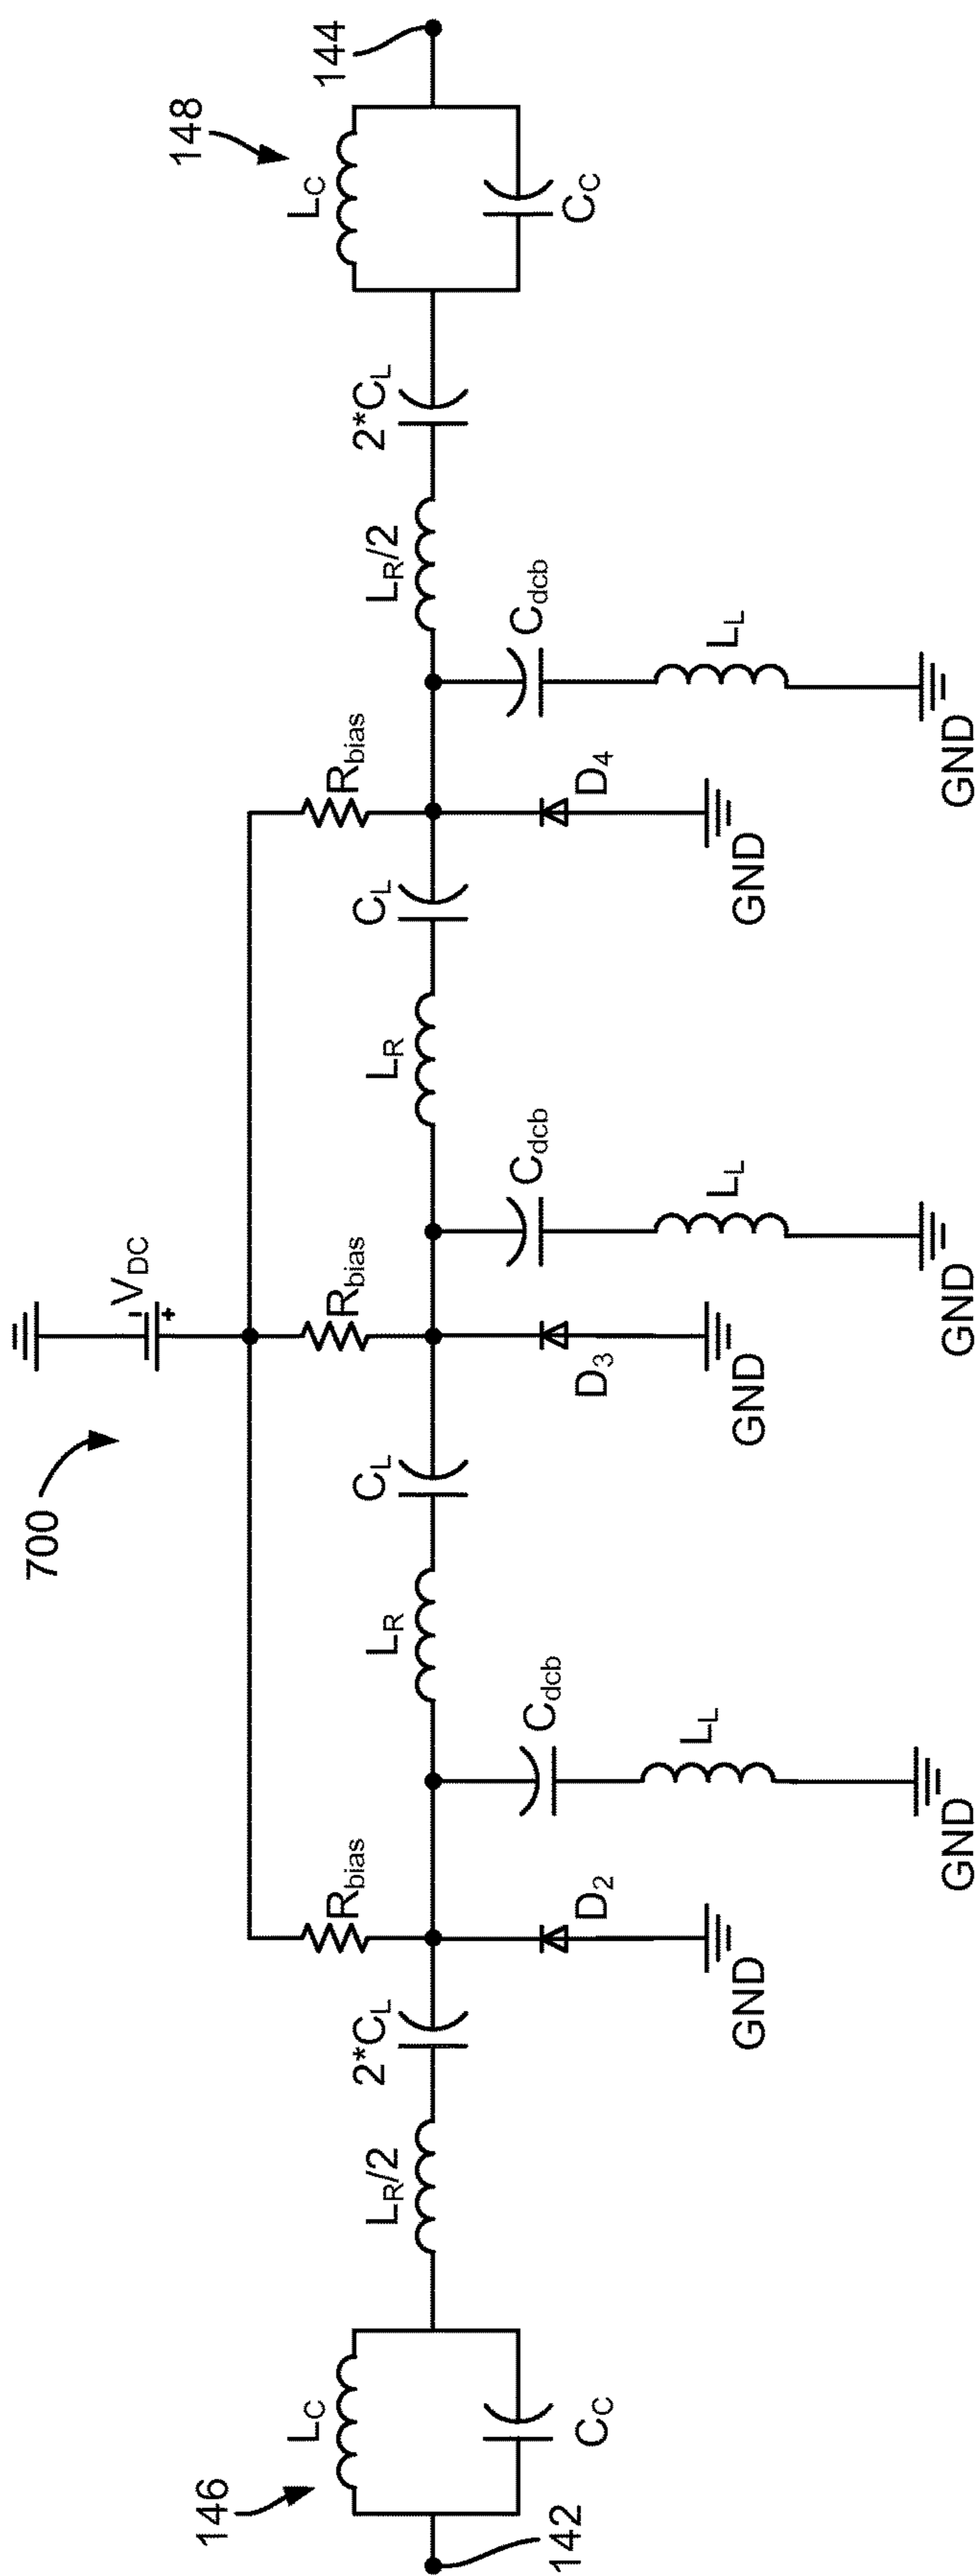 700
- V_DC
+
148
146
L_C
L_C
144
R_bias
R_bias
R_bias
L_R/2
2*C_L
L_R
C_L
L_R
C_L
L_R/2
2*C_L
C_dcb
C_dcb
C_dcb
142
C_C
D_2
D_3
D_4
C_C
L_L
L_L
L_L
GND
GND
GND
GND
GND
GND